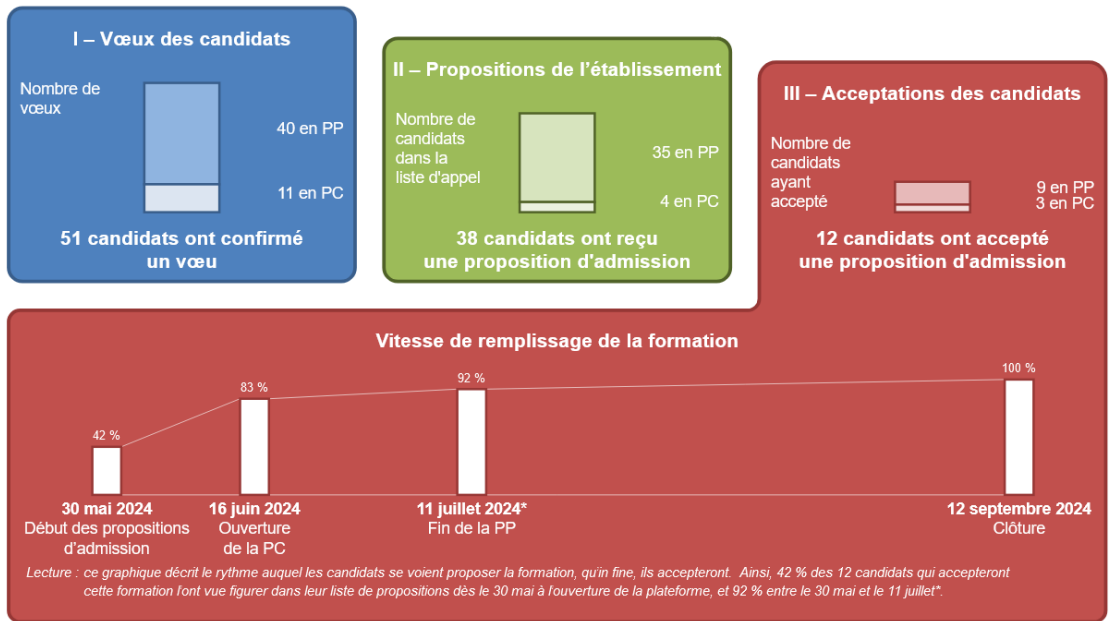 I – Vœux des candidats
Nombre de
vœux
40 en PP
11 en PC
51 candidats ont confirmé
un vœu
II – Propositions de l'établissement
Nombre de
candidats
dans la
liste d'appel
35 en PP
4 en PC
38 candidats ont reçu
une proposition d'admission
III – Acceptations des candidats
Nombre de
candidats
ayant
accepté
9 en PP
3 en PC
12 candidats ont accepté
une proposition d'admission
Vitesse de remplissage de la formation
42 %
83 %
92 %
100 %
30 mai 2024
Début des propositions
d'admission
16 juin 2024
Ouverture
de la PC
11 juillet 2024*
Fin de la PP
12 septembre 2024
Clôture
Lecture : ce graphique décrit le rythme auquel les candidats se voient proposer la formation, qu'in fine, ils accepteront. Ainsi, 42 % des 12 candidats qui accepteront
cette formation l'ont vue figurer dans leur liste de propositions dès le 30 mai à l'ouverture de la plateforme, et 92 % entre le 30 mai et le 11 juillet*.